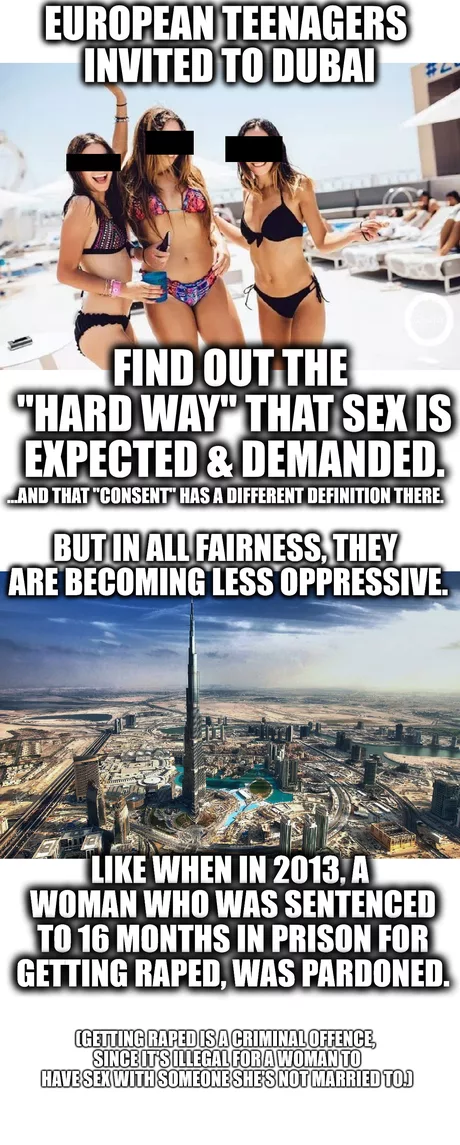 EUROPEAN TEENAGERS
INVITED TO DUBAI
FIND OUT THE
"HARD WAY" THAT SEX IS
EXPECTED & DEMANDED.
...AND THAT "CONSENT" HAS A DIFFERENT DEFINITION THERE.
BUT IN ALL FAIRNESS, THEY
ARE BECOMING LESS OPPRESSIVE.
LIKE WHEN IN 2013, A
WOMAN WHO WAS SENTENCED
TO 16 MONTHS IN PRISON FOR
GETTING RAPED, WAS PARDONED.
(GETTING RAPED IS A CRIMINAL OFFENCE,
SINCE IT'S ILLEGAL FOR A WOMAN TO
HAVE SEX WITH SOMEONE SHE'S NOT MARRIED TO.)